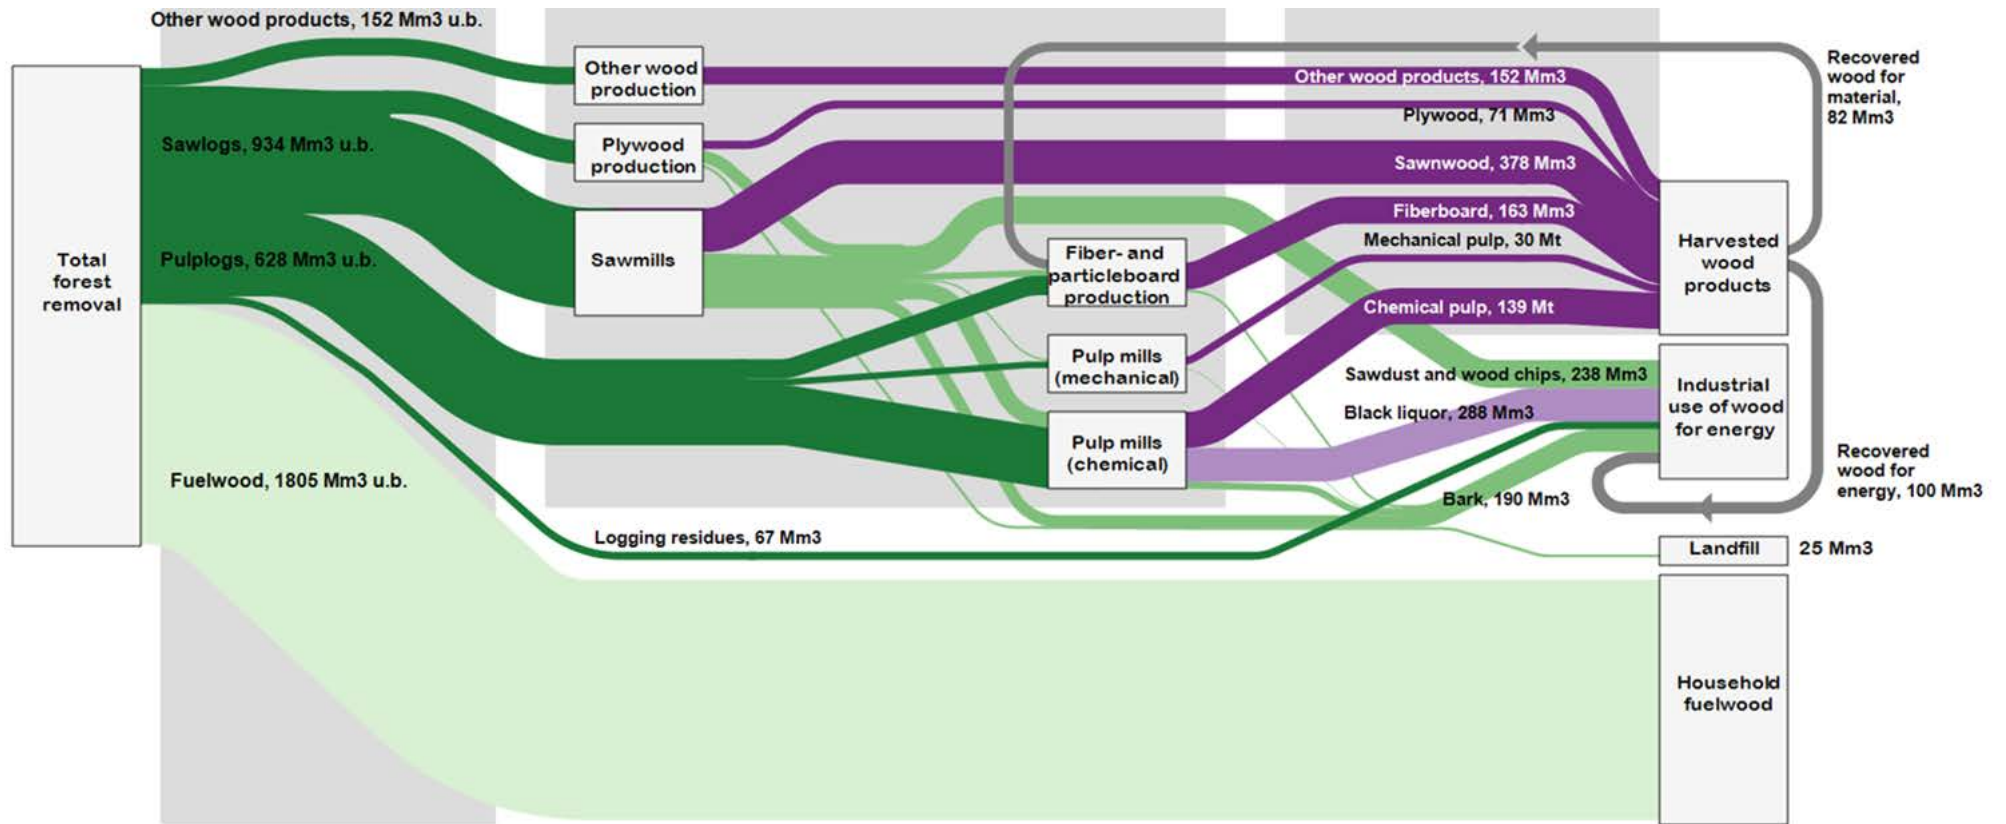 Other wood products, 152 Mm3 u.b.
Total
forest
removal
Sawlogs, 934 Mm3 u.b.
Pulplogs, 628 Mm3 u.b.
Fuelwood, 1805 Mm3 u.b.
Logging residues, 67 Mm3
Other wood
production
Plywood
production
Sawmills
Fiber- and
particleboard
production
Pulp mills
(mechanical)
Pulp mills
(chemical)
Other wood products, 152 Mm3
Plywood, 71 Mm3
Sawnwood, 378 Mm3
Fiberboard, 163 Mm3
Mechanical pulp, 30 Mt
Chemical pulp, 139 Mt
Sawdust and wood chips, 238 Mm3
Black liquor, 288 Mm3
Bark, 190 Mm3
Harvested
wood
products
Industrial
use of wood
for energy
Landfill
25 Mm3
Household
fuelwood
Recovered
wood for
material,
82 Mm3
Recovered
wood for
energy, 100 Mm3